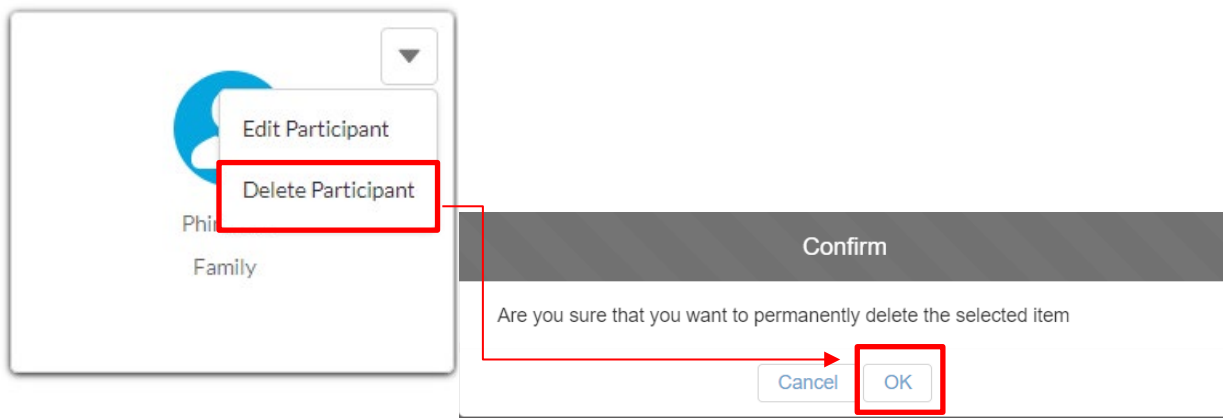 Edit Participant
Delete Participant
Family
Confirm
Are you sure that you want to permanently delete the selected item
Cancel
OK